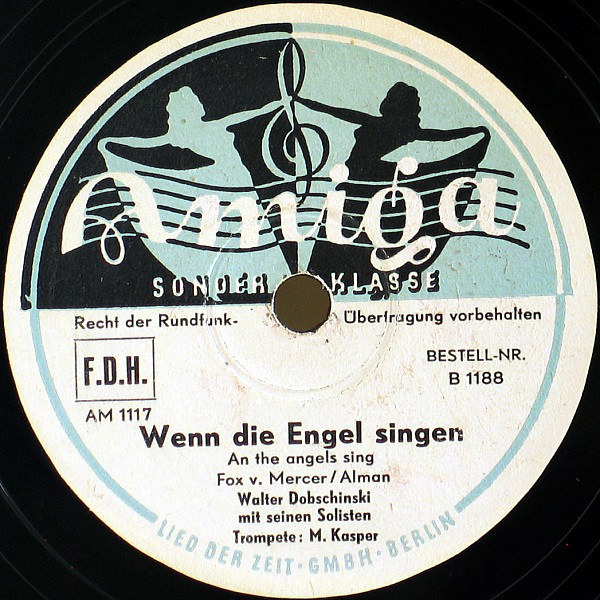 Amiga
SONDER KLASSE
Recht der Rundfunk- Übertragung vorbehalten
F.D.H.
BESTELL-NR.
B 1188
AM 1117
Wenn die Engel singen
An the angels sing
Fox v. Mercer/Alman
Walter Dobschinski
mit seinen Solisten
Trompete: M. Kasper
LIED DER ZEIT · GMBH · BERLIN